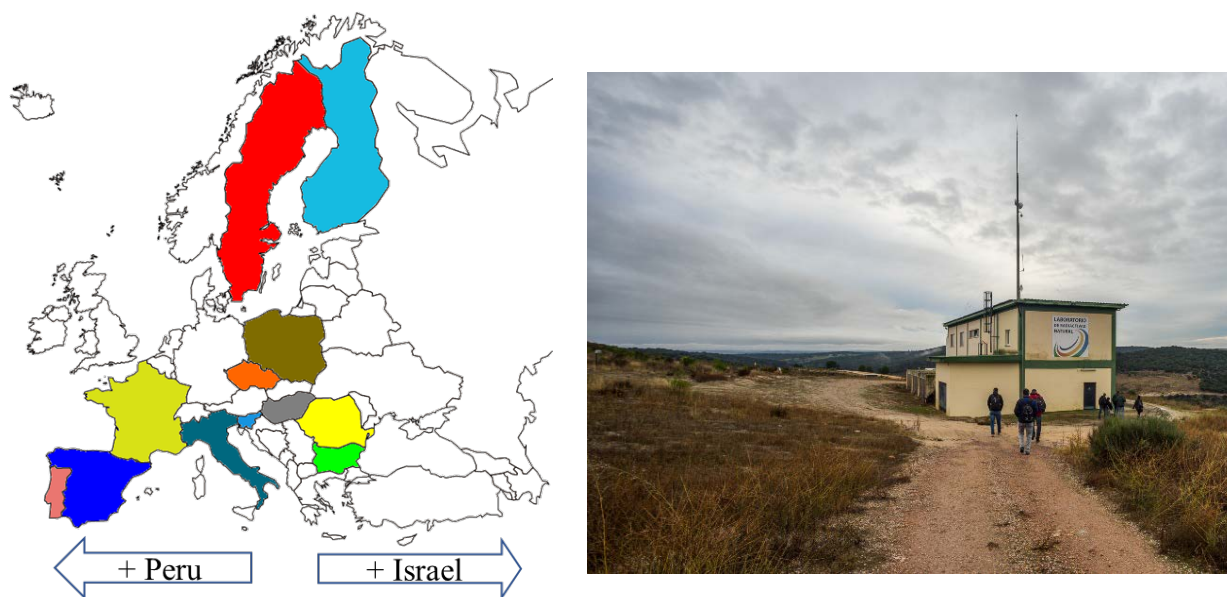 + Peru
+ Israel
LABORATORIO
DE RADIACTIVIDAD
NATURAL